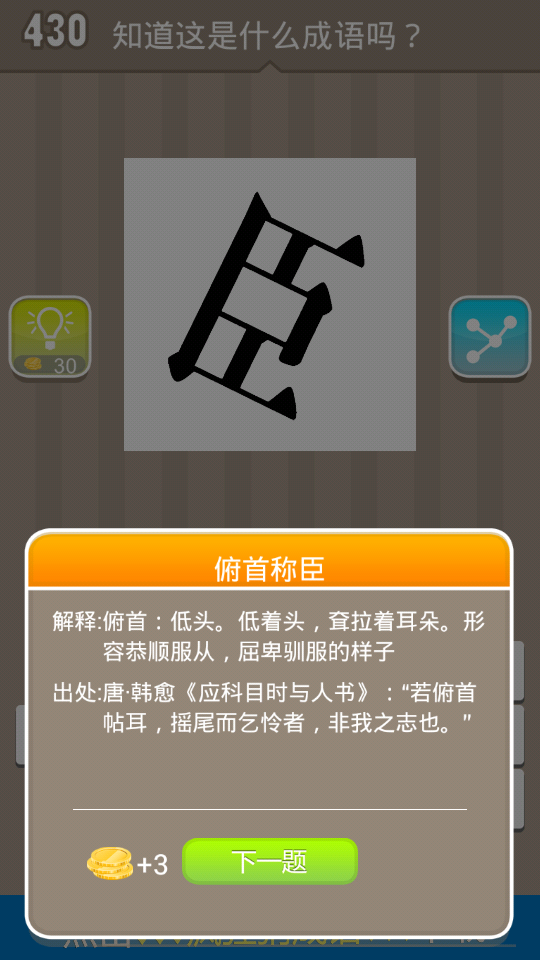 430 知道这是什么成语吗？
臣
30
俯首称臣
解释:俯首：低头。低着头，耷拉着耳朵。形
容恭顺服从，屈卑驯服的样子
出处:唐·韩愈《应科目时与人书》：“若俯首
帖耳，摇尾而乞怜者，非我之志也。”
+3 下一题